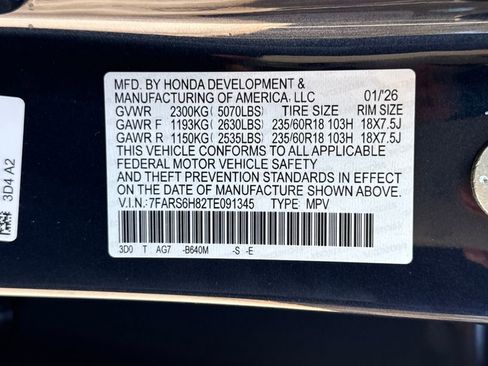 MFD. BY HONDA DEVELOPMENT &
MANUFACTURING OF AMERICA, LLC 01/'26
GVWR 2300KG(5070LBS) TIRE SIZE RIM SIZE
GAWR F 1193KG(2630LBS) 235/60R18 103H 18X7.5J
GAWR R 1150KG(2535LBS) 235/60R18 103H 18X7.5J
THIS VEHICLE CONFORMS TO ALL APPLICABLE
FEDERAL MOTOR VEHICLE SAFETY
AND THEFT PREVENTION STANDARDS IN EFFECT
ON THE DATE OF MANUFACTURE SHOWN ABOVE.
V.I.N.:7FARS6H82TE091345 TYPE: MPV
3D0 T AG7 -B640M -S -E
3D4 A2